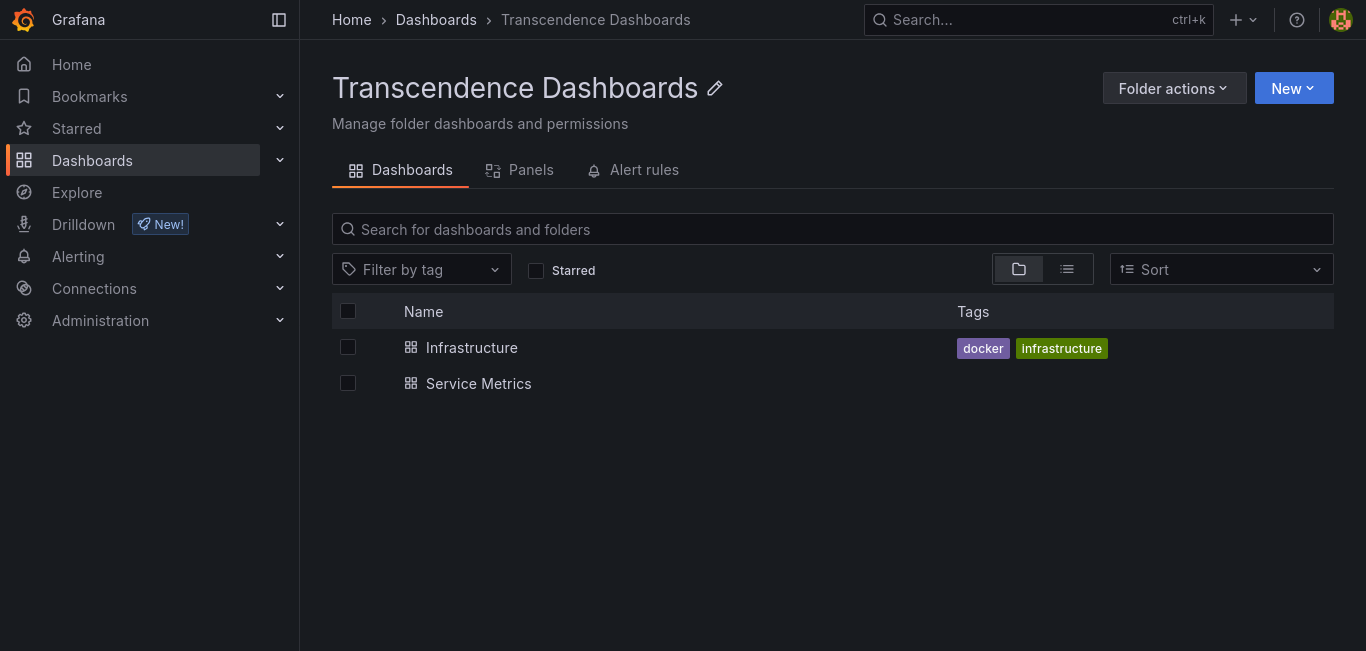 Grafana
Home › Dashboards › Transcendence Dashboards
Search... ctrl+k
Home
Bookmarks
Starred
Dashboards
Explore
Drilldown New!
Alerting
Connections
Administration
Transcendence Dashboards
Folder actions
New
Manage folder dashboards and permissions
Dashboards Panels Alert rules
Search for dashboards and folders
Filter by tag Starred Sort
Name Tags
Infrastructure docker infrastructure
Service Metrics